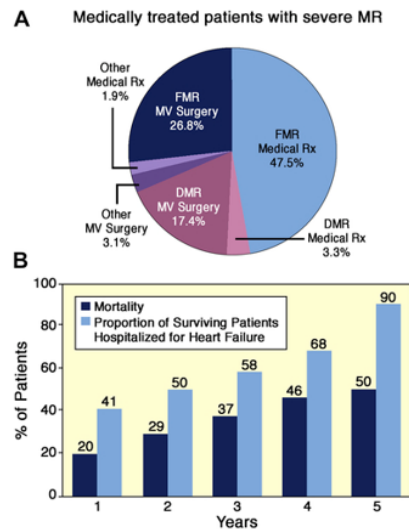 A
Medically treated patients with severe MR
Other
Medical Rx
1.9%
FMR
MV Surgery
26.8%
FMR
Medical Rx
47.5%
Other
MV Surgery
3.1%
DMR
MV Surgery
17.4%
DMR
Medical Rx
3.3%
B
% of Patients
100
80
60
40
20
0
Mortality
Proportion of Surviving Patients
Hospitalized for Heart Failure
20
41
29
50
37
58
46
68
50
90
1 2 3 4 5
Years